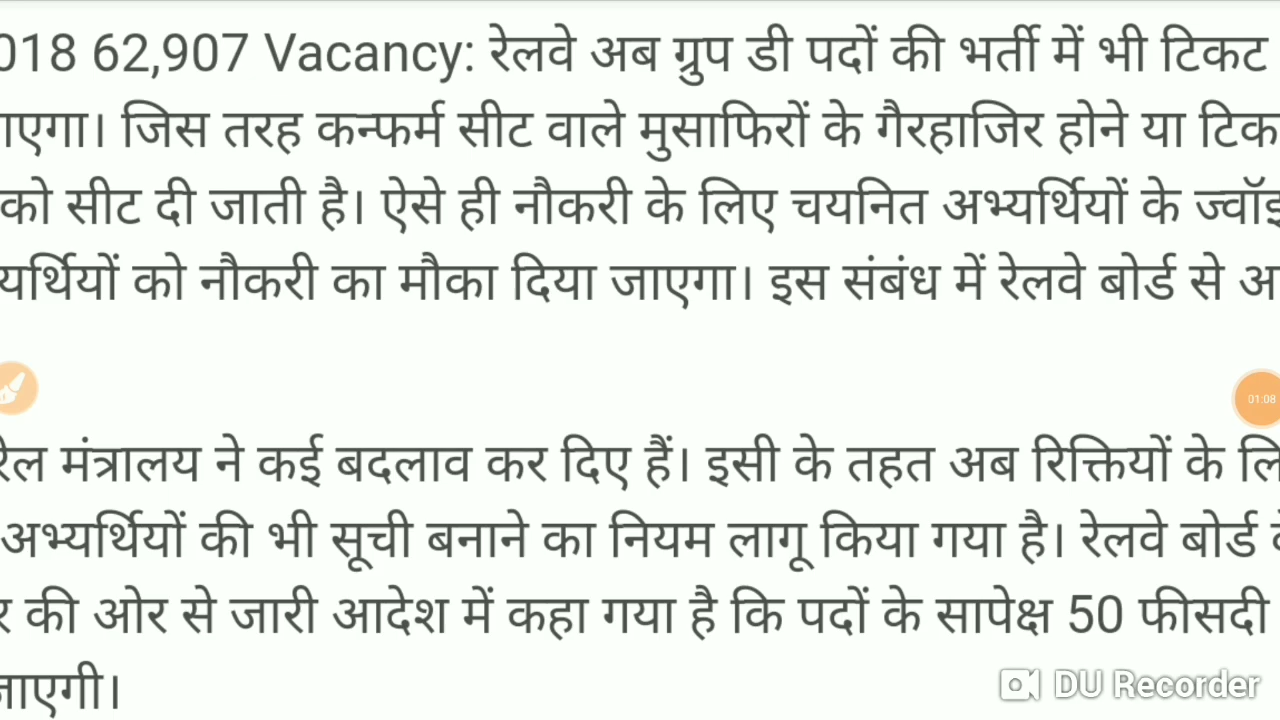 018 62,907 Vacancy: रेलवे अब ग्रुप डी पदों की भर्ती में भी टिकट
ाएगा। जिस तरह कन्फर्म सीट वाले मुसाफिरों के गैरहाजिर होने या टिक
को सीट दी जाती है। ऐसे ही नौकरी के लिए चयनित अभ्यर्थियों के ज्वॉइ
यर्थियों को नौकरी का मौका दिया जाएगा। इस संबंध में रेलवे बोर्ड से अ
01:08
रेल मंत्रालय ने कई बदलाव कर दिए हैं। इसी के तहत अब रिक्तियों के लि
अभ्यर्थियों की भी सूची बनाने का नियम लागू किया गया है। रेलवे बोर्ड
र की ओर से जारी आदेश में कहा गया है कि पदों के सापेक्ष 50 फीसदी
जाएगी।
DU Recorder